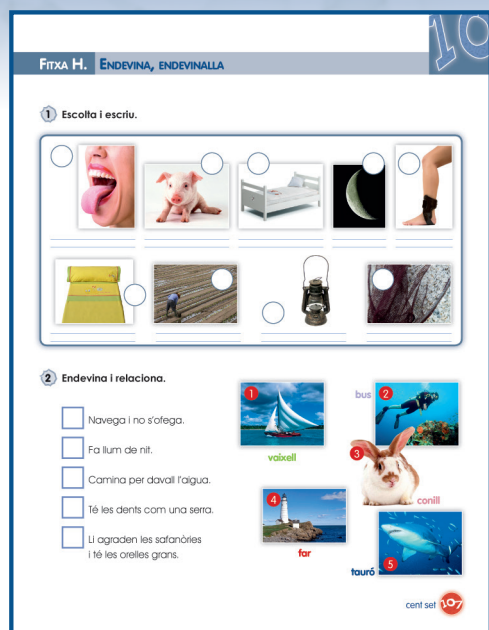 10
FITXA H. ENDEVINA, ENDEVINALLA
1 Escolta i escriu.
2 Endevina i relaciona.
Navega i no s'ofega.
Fa llum de nit.
Camina per davall l'aigua.
Té les dents com una serra.
Li agraden les safanòries
i té les orelles grans.
1
vaixell
bus 2
3
conill
4
far
tauró 5
cent set 107